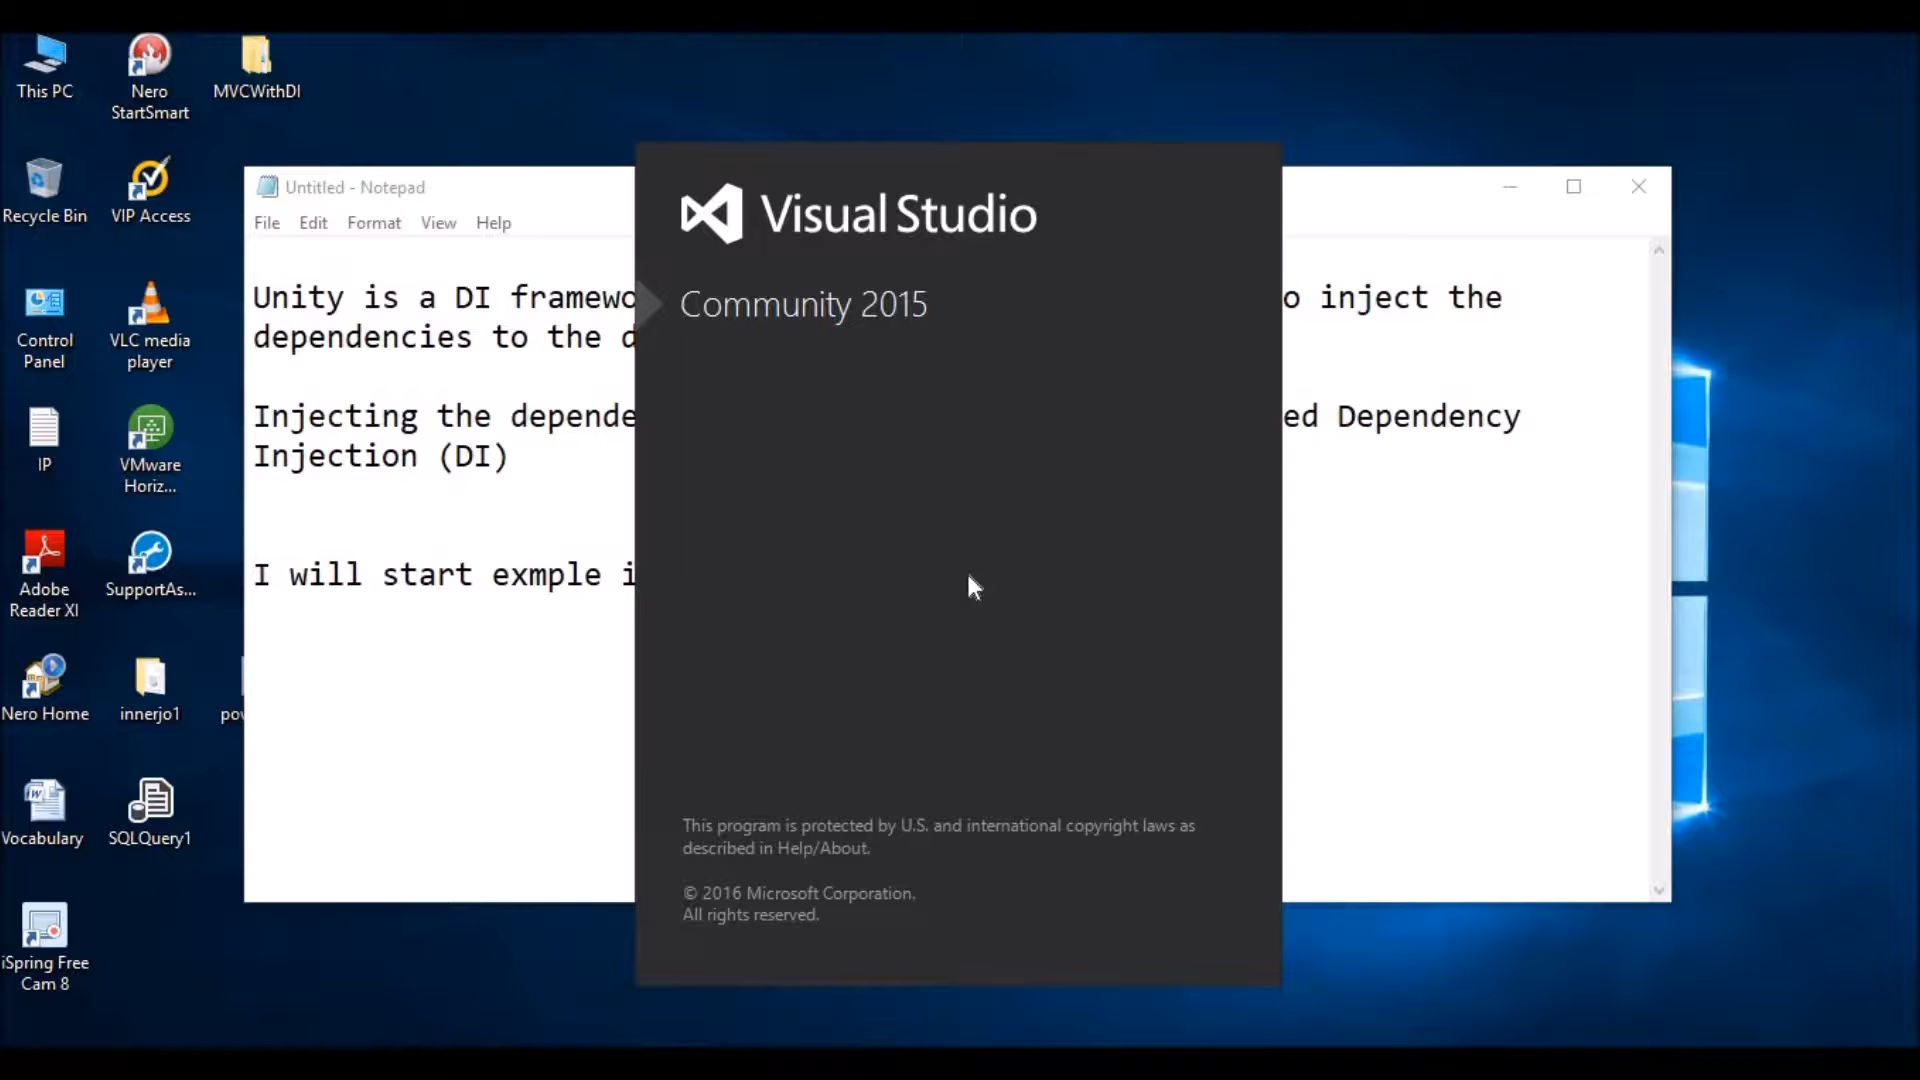 This PC
Nero
StartSmart
MVCWithDI
Recycle Bin
VIP Access
Control
Panel
VLC media
player
IP
VMware
Horiz...
Adobe
Reader XI
SupportAs...
Nero Home
innerjo1
Vocabulary
SQLQuery1
iSpring Free
Cam 8
Untitled - Notepad
File Edit Format View Help
Unity is a DI o inject the
dependencies to the
Injecting the Dependency
Injection (DI)
I will start exmple
Visual Studio
Community 2015
This program is protected by U.S. and international copyright laws as
described in Help/About.
© 2016 Microsoft Corporation.
All rights reserved.